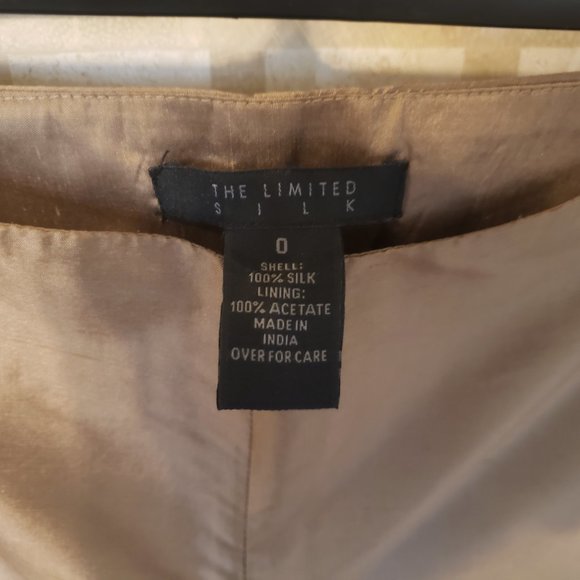 THE LIMITED
SILK
0
SHELL:
100% SILK
LINING:
100% ACETATE
MADE IN
INDIA
OVER FOR CARE